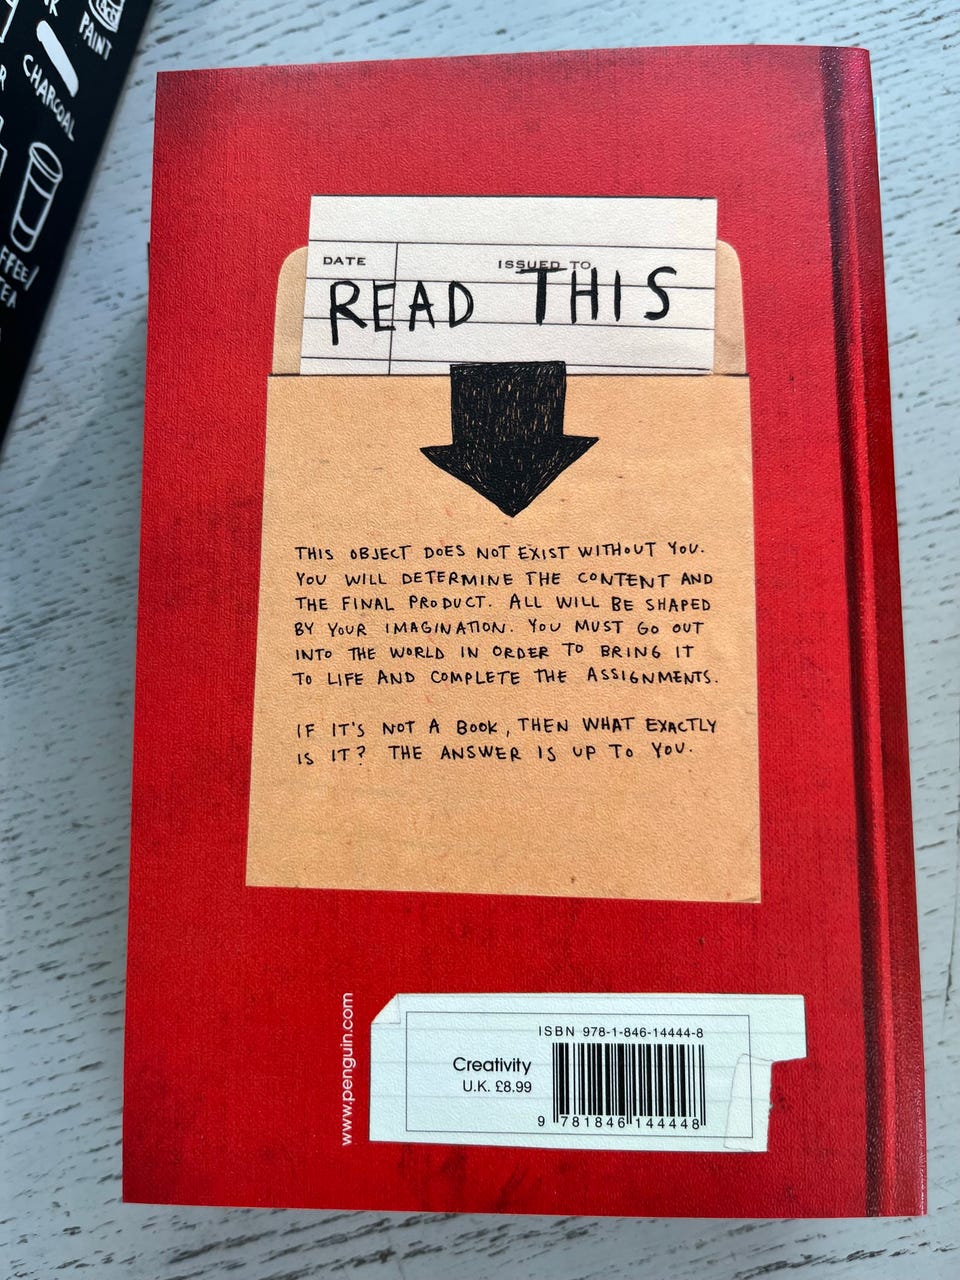 PAINT
CHARCOAL
TEA
DATE
ISSUED TO
READ THIS
THIS OBJECT DOES NOT EXIST WITHOUT YOU.
YOU WILL DETERMINE THE CONTENT AND
THE FINAL PRODUCT. ALL WILL BE SHAPED
BY YOUR IMAGINATION. YOU MUST GO OUT
INTO THE WORLD IN ORDER TO BRING IT
TO LIFE AND COMPLETE THE ASSIGNMENTS.
IF IT'S NOT A BOOK, THEN WHAT EXACTLY
IS IT? THE ANSWER IS UP TO YOU.
www.penguin.com
ISBN 978-1-846-14444-8
Creativity
U.K. £8.99
9 781846 144448